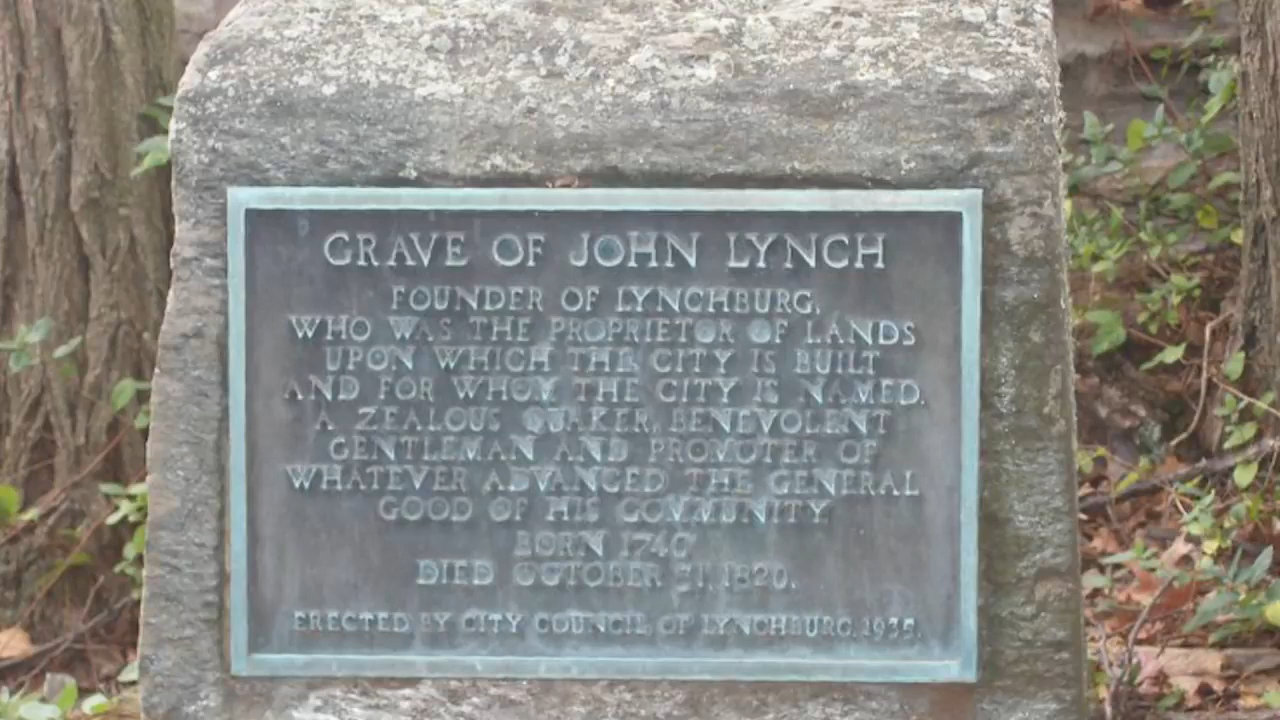 GRAVE OF JOHN LYNCH
FOUNDER OF LYNCHBURG,
WHO WAS THE PROPRIETOR OF LANDS
UPON WHICH THE CITY IS BUILT
AND FOR WHOM THE CITY IS NAMED.
A ZEALOUS QUAKER, BENEVOLENT
GENTLEMAN AND PROMOTER OF
WHATEVER ADVANCED THE GENERAL
GOOD OF HIS COMMUNITY
BORN 1740
DIED OCTOBER 31, 1820.
ERECTED BY CITY COUNCIL OF LYNCHBURG, 1935.